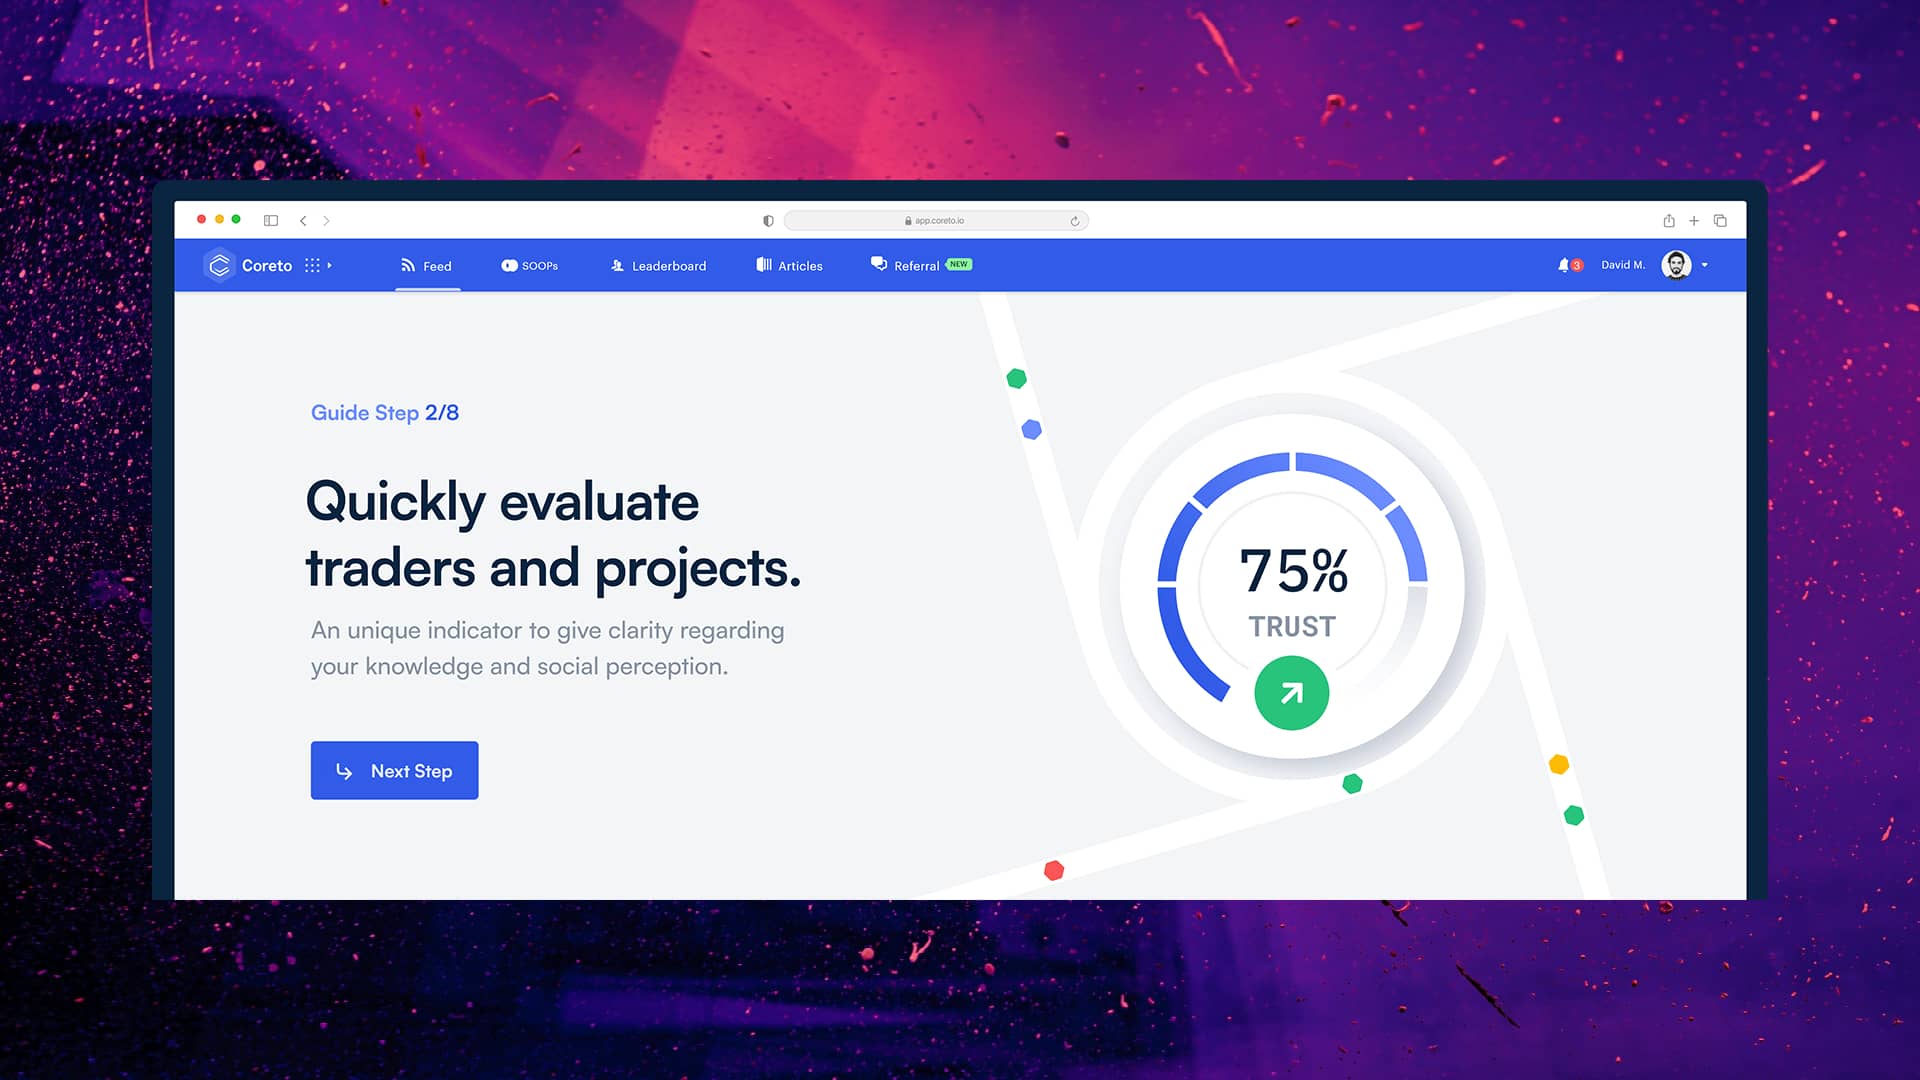 app.coreto.io
Coreto
Feed
SOOPs
Leaderboard
Articles
Referral NEW
3
David M.
Guide Step 2/8
Quickly evaluate
traders and projects.
An unique indicator to give clarity regarding
your knowledge and social perception.
Next Step
75%
TRUST